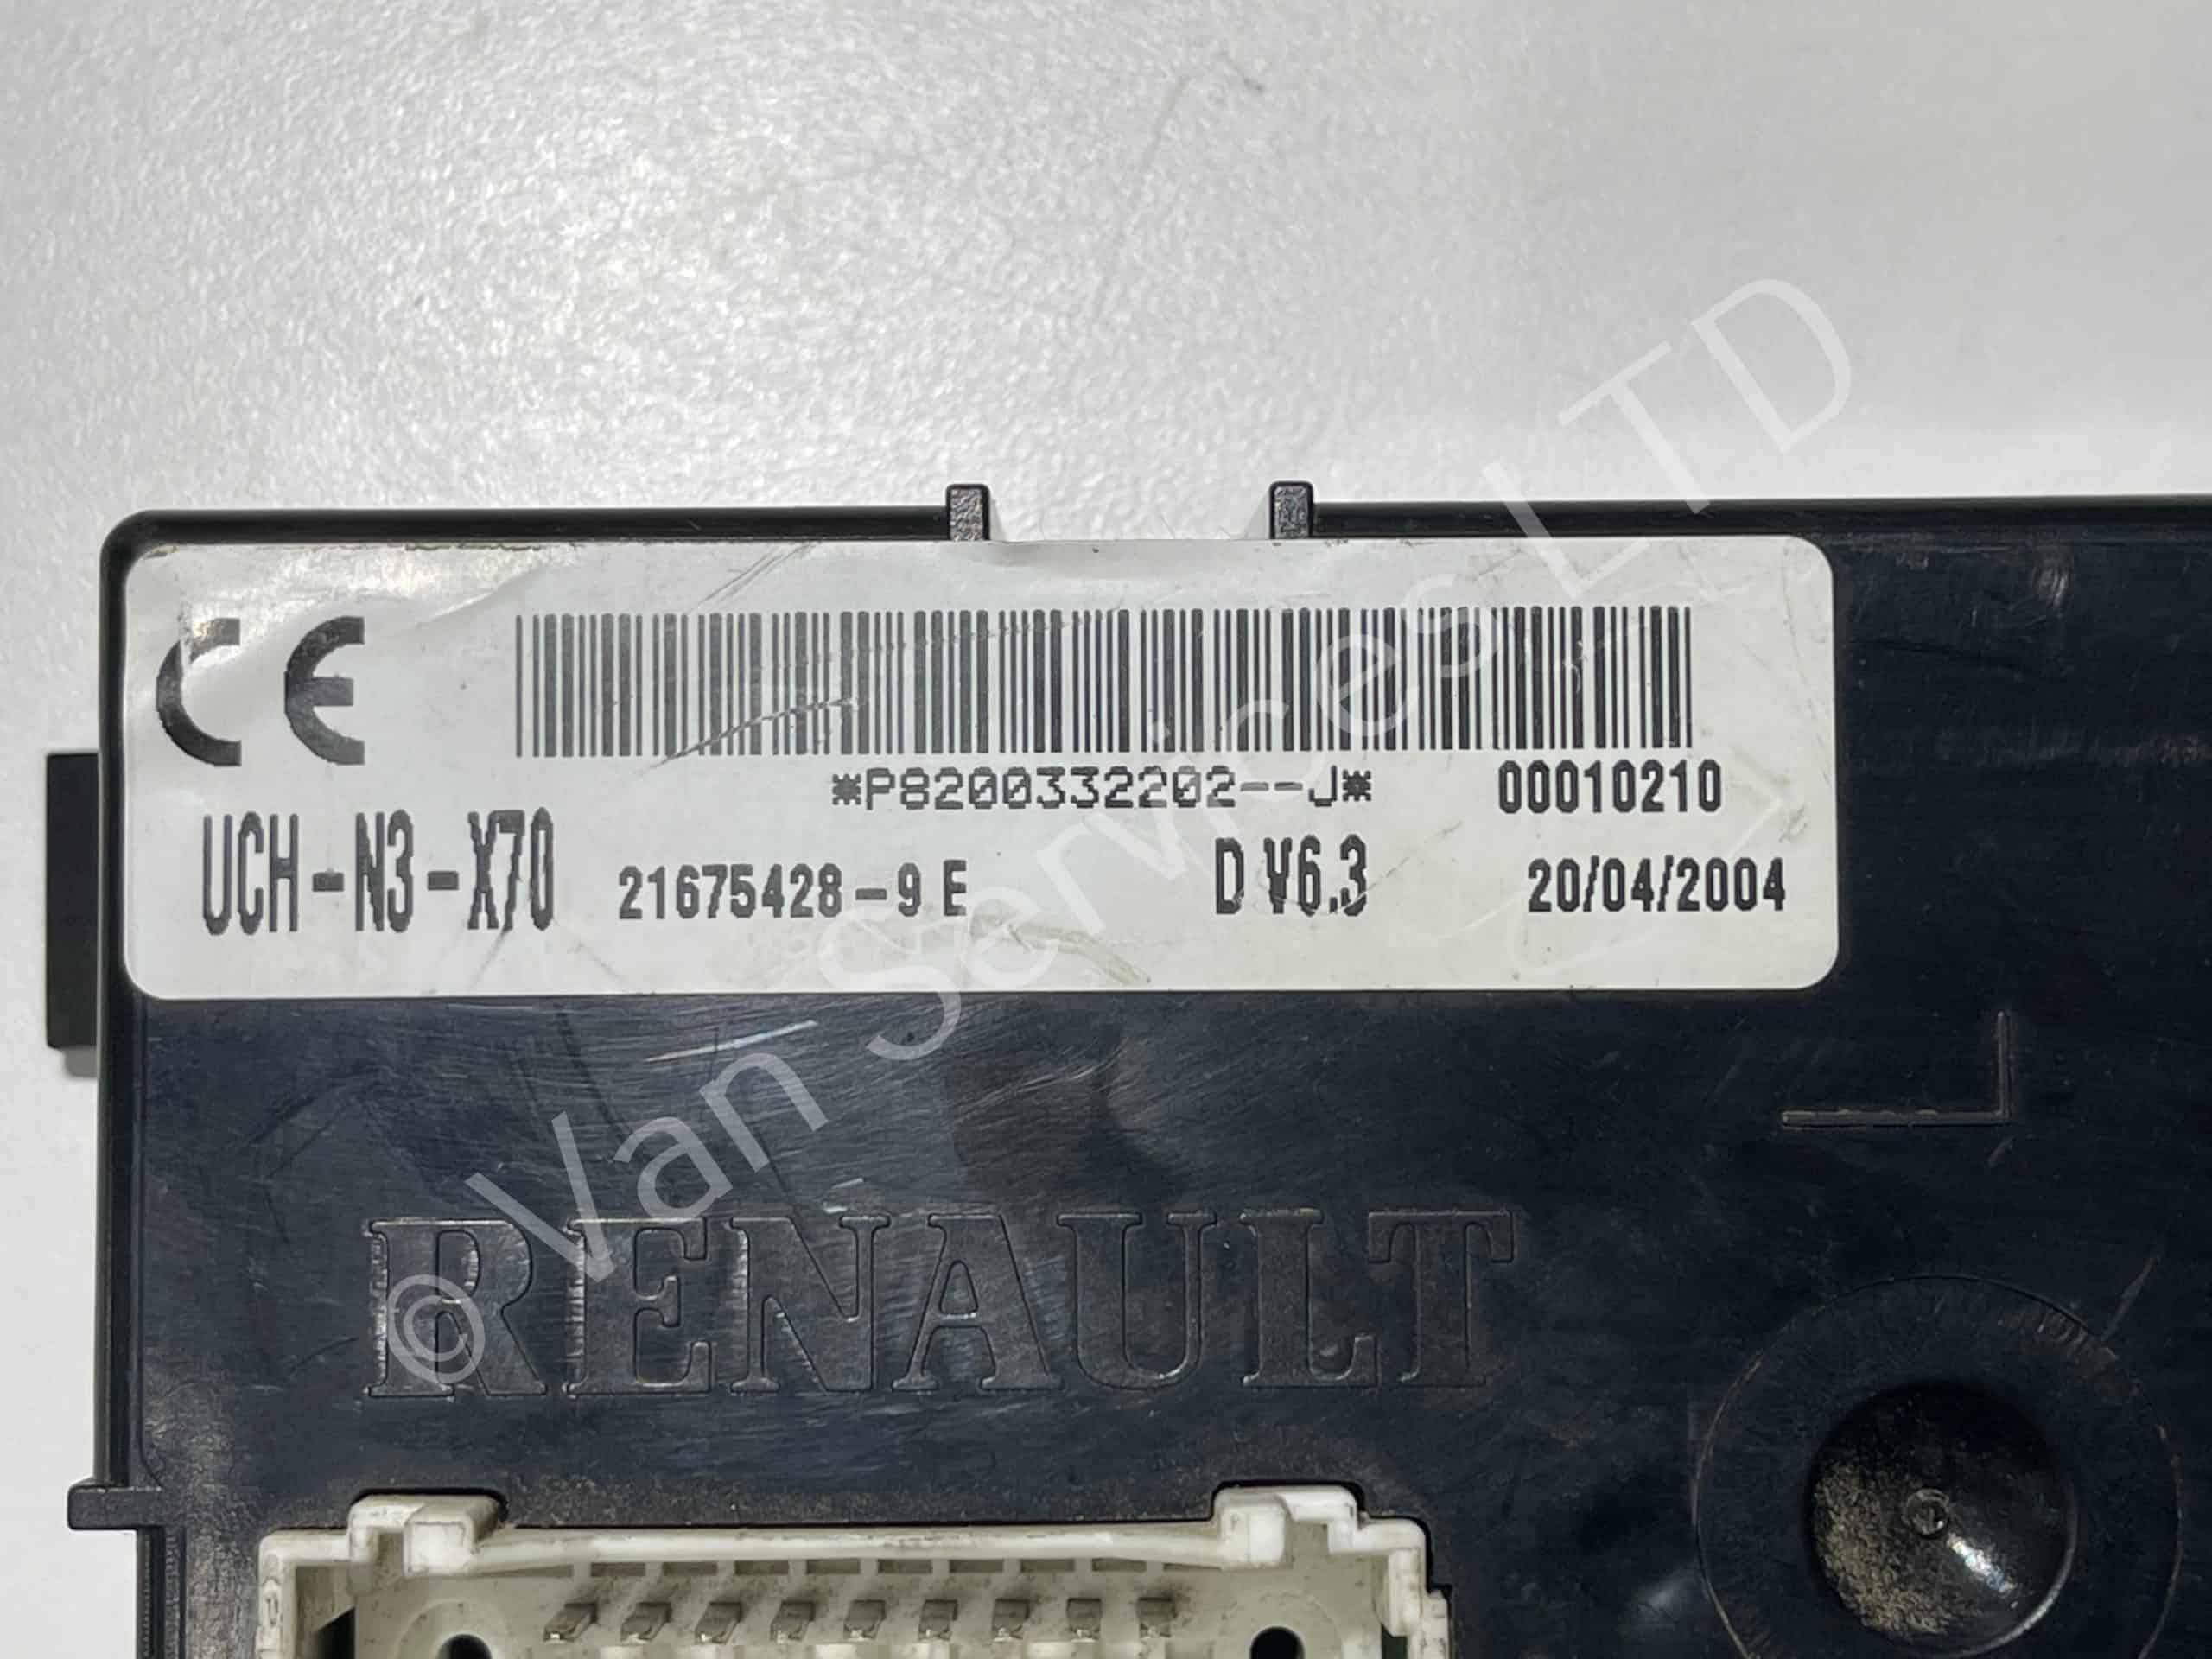 CE
*P8200332202--J* 00010210
UCH-N3-X70 21675428-9 E D V6.3 20/04/2004
RENAULT
© Van Services LTD